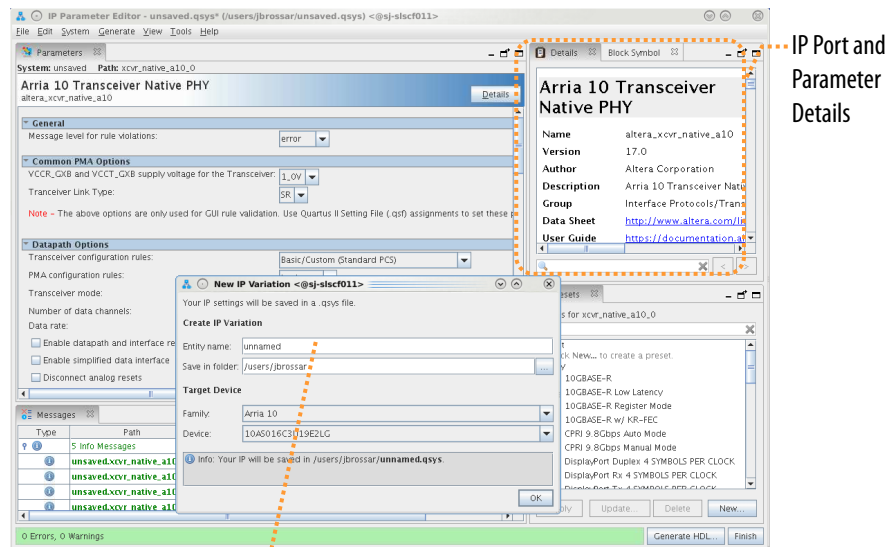 IP Parameter Editor - unsaved.qsys* (/users/jbrossar/unsaved.qsys) <@sj-slscf011>
File Edit System Generate View Tools Help
Parameters
System: unsaved Path: xcvr_native_a10_0
Arria 10 Transceiver Native PHY
altera_xcvr_native_a10
Details
General
Message level for rule violations: error
Common PMA Options
VCCR_GXB and VCCT_GXB supply voltage for the Transceiver: 1_0V
Tranceiver Link Type: SR
Note - The above options are only used for GUI rule validation. Use Quartus II Setting File (.qsf) assignments to set these
Datapath Options
Transceiver configuration rules: Basic/Custom (Standard PCS)
PMA configuration rules:
Transceiver mode:
Number of data channels:
Data rate:
Enable datapath and interface
Enable simplified data interface
Disconnect analog resets
Messages
Type Path
5 Info Messages
unsaved.xcvr_native_a10
unsaved.xcvr_native_a10
unsaved.xcvr_native_a10
unsaved.xcvr_native_a10
0 Errors, 0 Warnings
Generate HDL... Finish
Details Block Symbol
Arria 10 Transceiver
Native PHY
Name altera_xcvr_native_a10
Version 17.0
Author Altera Corporation
Description Arria 10 Transceiver
Group Interface Protocols/
Data Sheet http://www.altera.com/
User Guide https://documentation.
IP Port and
Parameter
Details
for xcvr_native_a10_0
New... to create a preset.
10GBASE-R
10GBASE-R Low Latency
10GBASE-R Register Mode
10GBASE-R w/ KR-FEC
CPRI 9.8Gbps Auto Mode
CPRI 9.8Gbps Manual Mode
DisplayPort Duplex 4 SYMBOLS PER CLOCK
DisplayPort Rx 4 SYMBOLS PER CLOCK
DisplayPort Tx 4 SYMBOLS PER CLOCK
Update... Delete New...
New IP Variation <@sj-slscf011>
Your IP settings will be saved in a .qsys file.
Create IP Variation
Entity name: unnamed
Save in folder: /users/jbrossar
...
Target Device
Family: Arria 10
Device: 10AS016C3U19E2LG
Info: Your IP will be saved in /users/jbrossar/unnamed.qsys.
OK